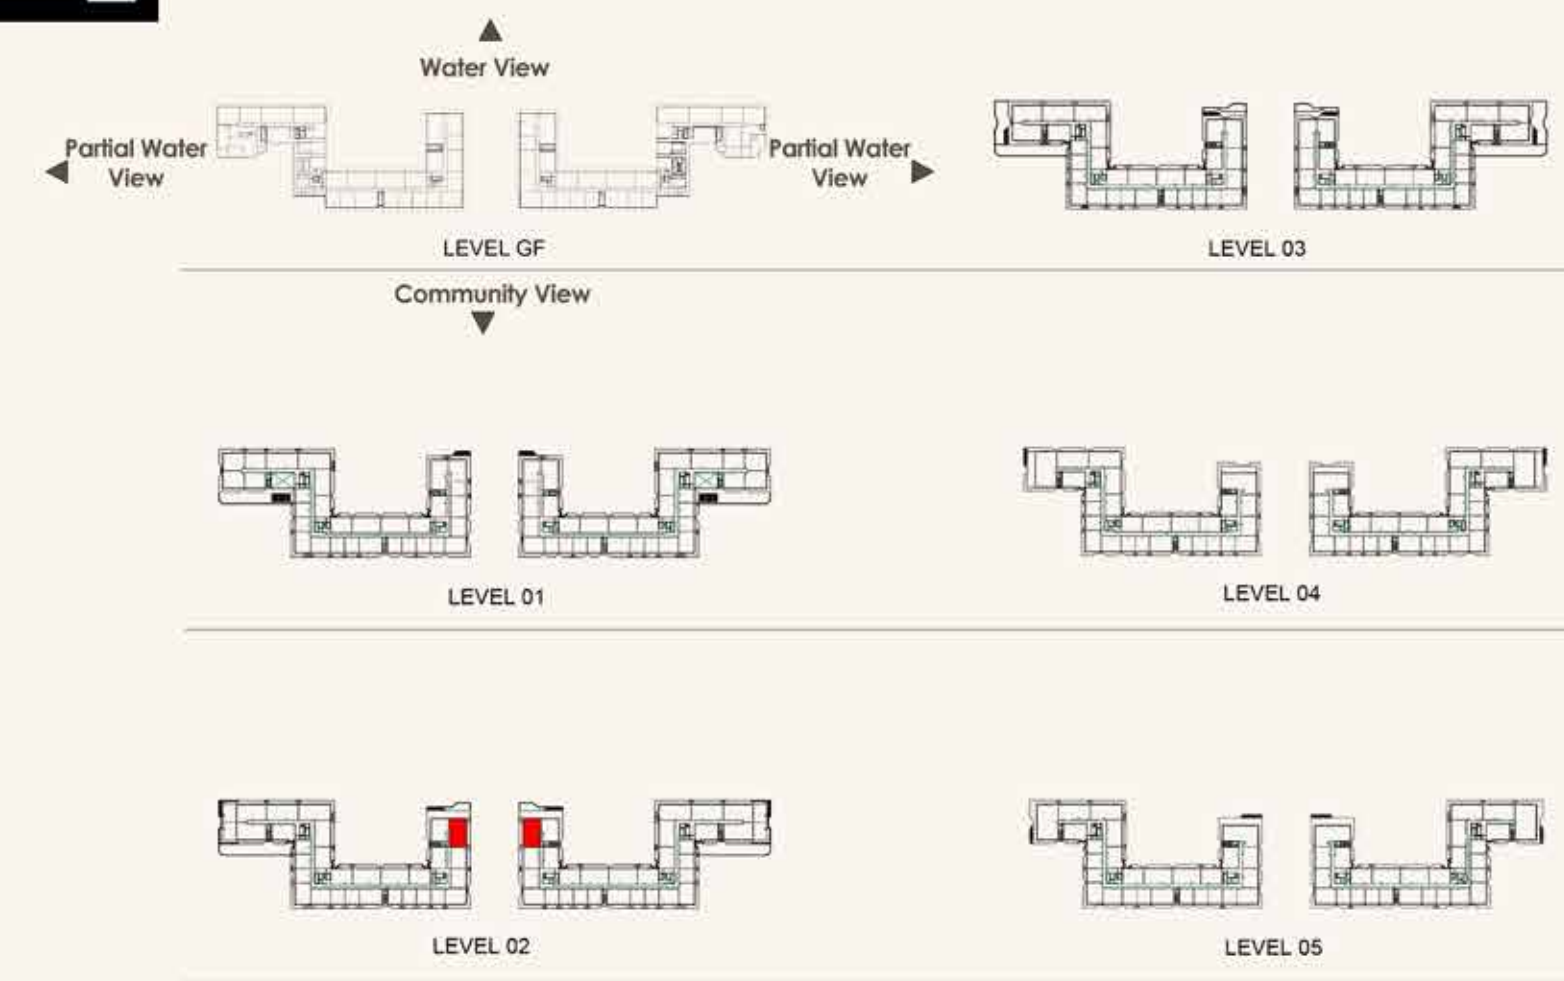 Water View
Partial Water
View
Partial Water
View
LEVEL GF
LEVEL 03
Community View
LEVEL 01
LEVEL 04
LEVEL 02
LEVEL 05